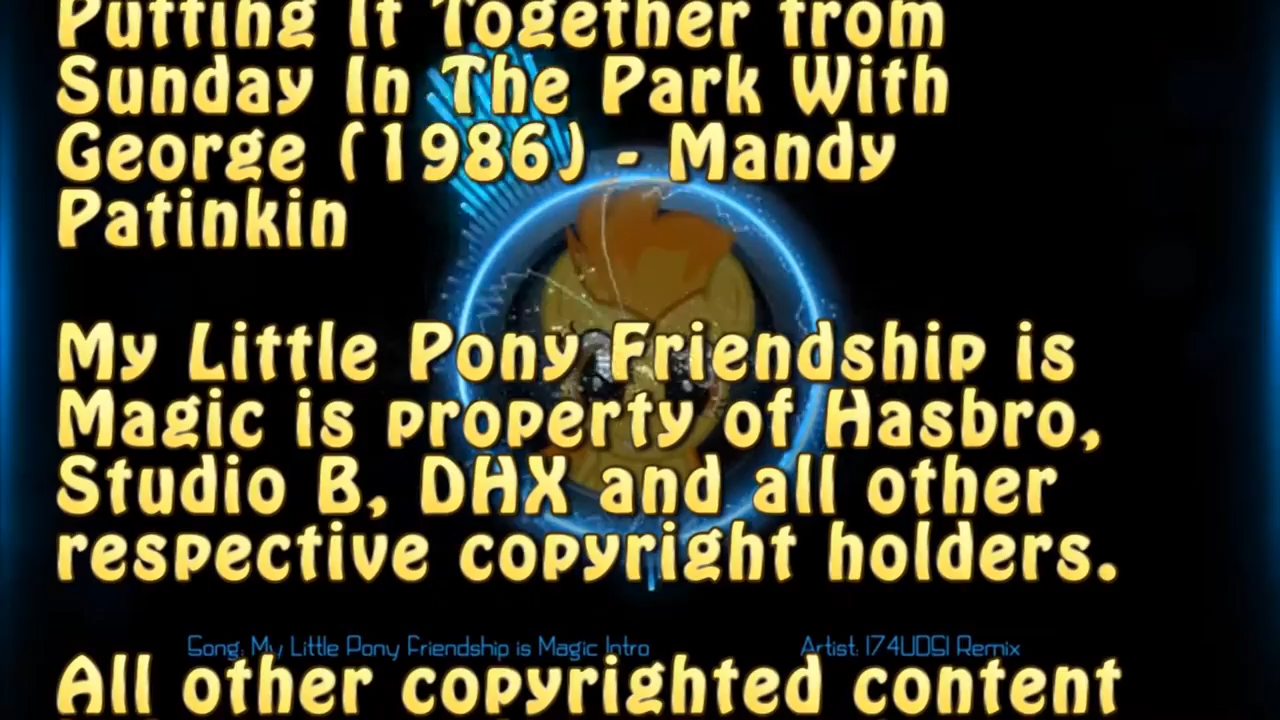 Putting It Together from
Sunday In The Park With
George (1986) - Mandy
Patinkin
My Little Pony Friendship is
Magic is property of Hasbro,
Studio B, DHX and all other
respective copyright holders.
Song: My Little Pony Friendship is Magic Intro
Artist: 174UDSI Remix
All other copyrighted content